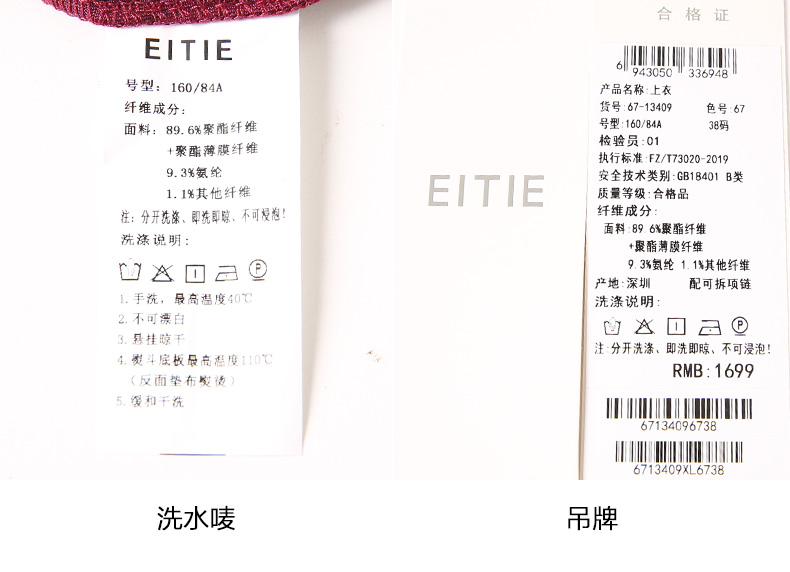 EITIE
号型: 160/84A
纤维成分:
面料: 89.6%聚酯纤维
+聚酯薄膜纤维
9.3%氨纶
1.1%其他纤维
注: 分开洗涤、即洗即晾、不可浸泡!
洗涤说明:
P
1.手洗，最高温度40℃
2.不可漂白
3.悬挂晾干
4.熨斗底板最高温度110℃
（反面垫布熨烫）
5.缓和干洗
洗水唛
EITIE
合格证
6 943050 336948
产品名称:上衣
货号:67-13409 色号:67
号型:160/84A 38码
检验员:01
执行标准:FZ/T73020-2019
安全技术类别:GB18401 B类
质量等级:合格品
纤维成分:
面料:89.6%聚酯纤维
+聚酯薄膜纤维
9.3%氨纶 1.1%其他纤维
产地:深圳 配可拆项链
洗涤说明:
P
注:分开洗涤、即洗即晾、不可浸泡!
RMB:1699
67134096738
6713409XL6738
吊牌